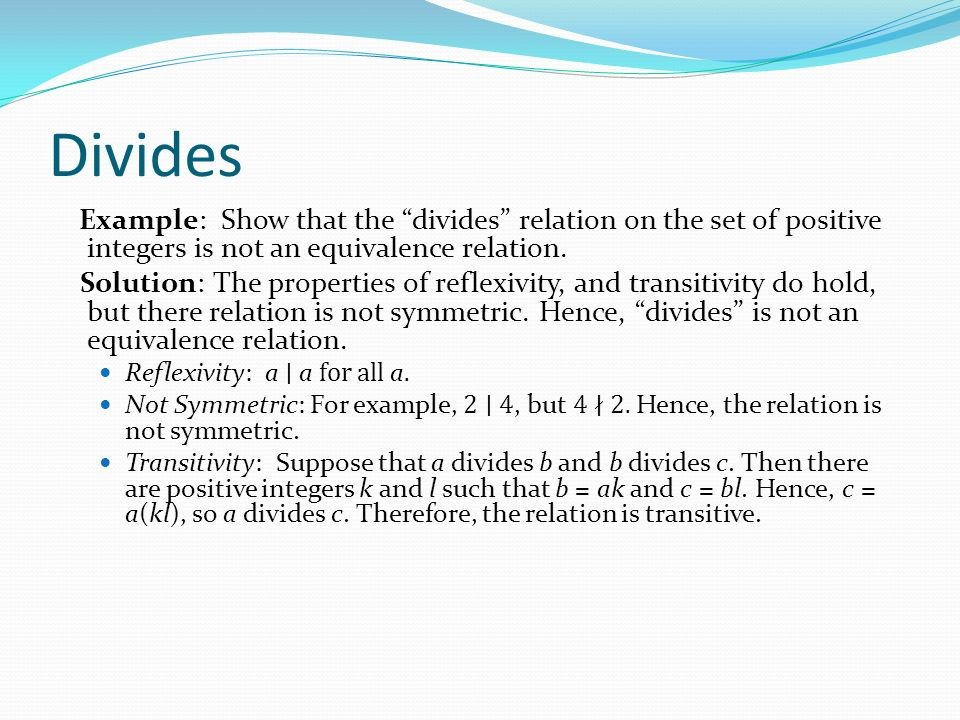 Divides
Example: Show that the “divides” relation on the set of positive
integers is not an equivalence relation.
Solution: The properties of reflexivity, and transitivity do hold,
but there relation is not symmetric. Hence, “divides” is not an
equivalence relation.
• Reflexivity: a ∣ a for all a.
• Not Symmetric: For example, 2 ∣ 4, but 4 ∤ 2. Hence, the relation is
not symmetric.
• Transitivity: Suppose that a divides b and b divides c. Then there
are positive integers k and l such that b = ak and c = bl. Hence, c =
a(kl), so a divides c. Therefore, the relation is transitive.